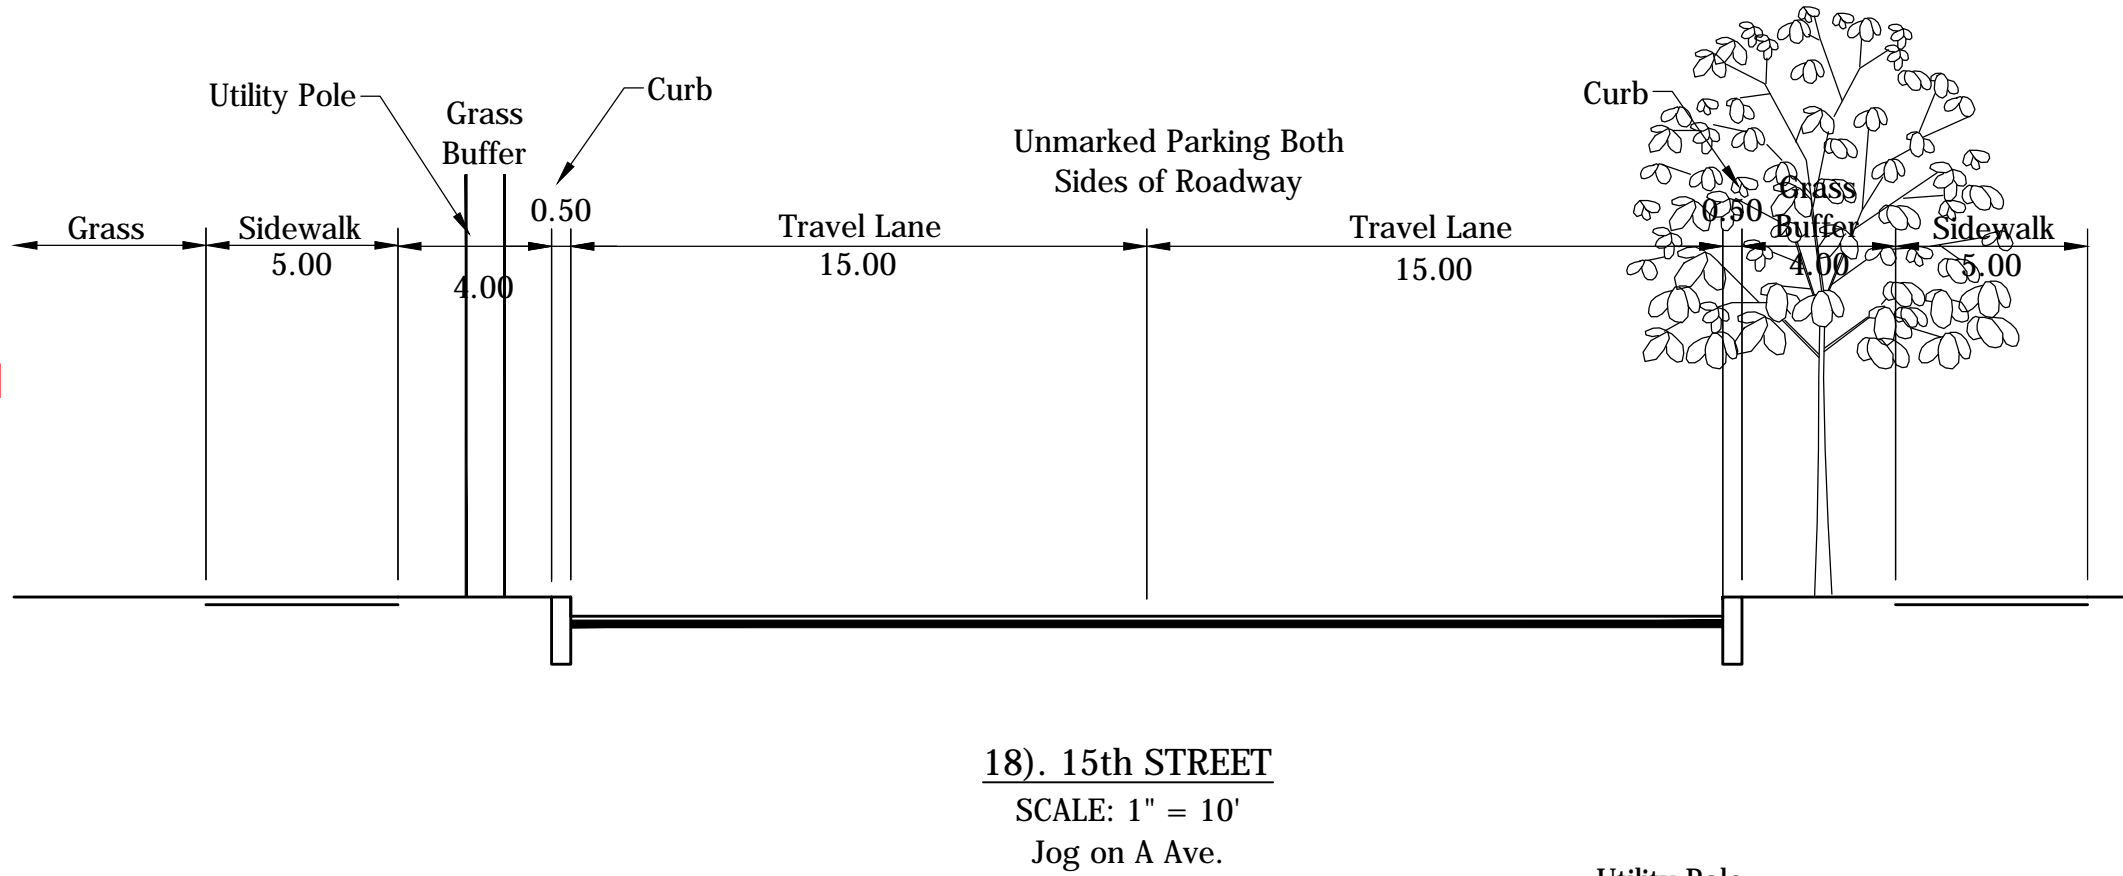 Utility Pole
Grass
Buffer
Curb
Unmarked Parking Both
Sides of Roadway
Curb
Grass
Sidewalk
5.00
4.00
0.50
Travel Lane
15.00
Travel Lane
15.00
0.50
Grass
Buffer
4.00
Sidewalk
5.00
18). 15th STREET
SCALE: 1" = 10'
Jog on A Ave.
Utility Pole